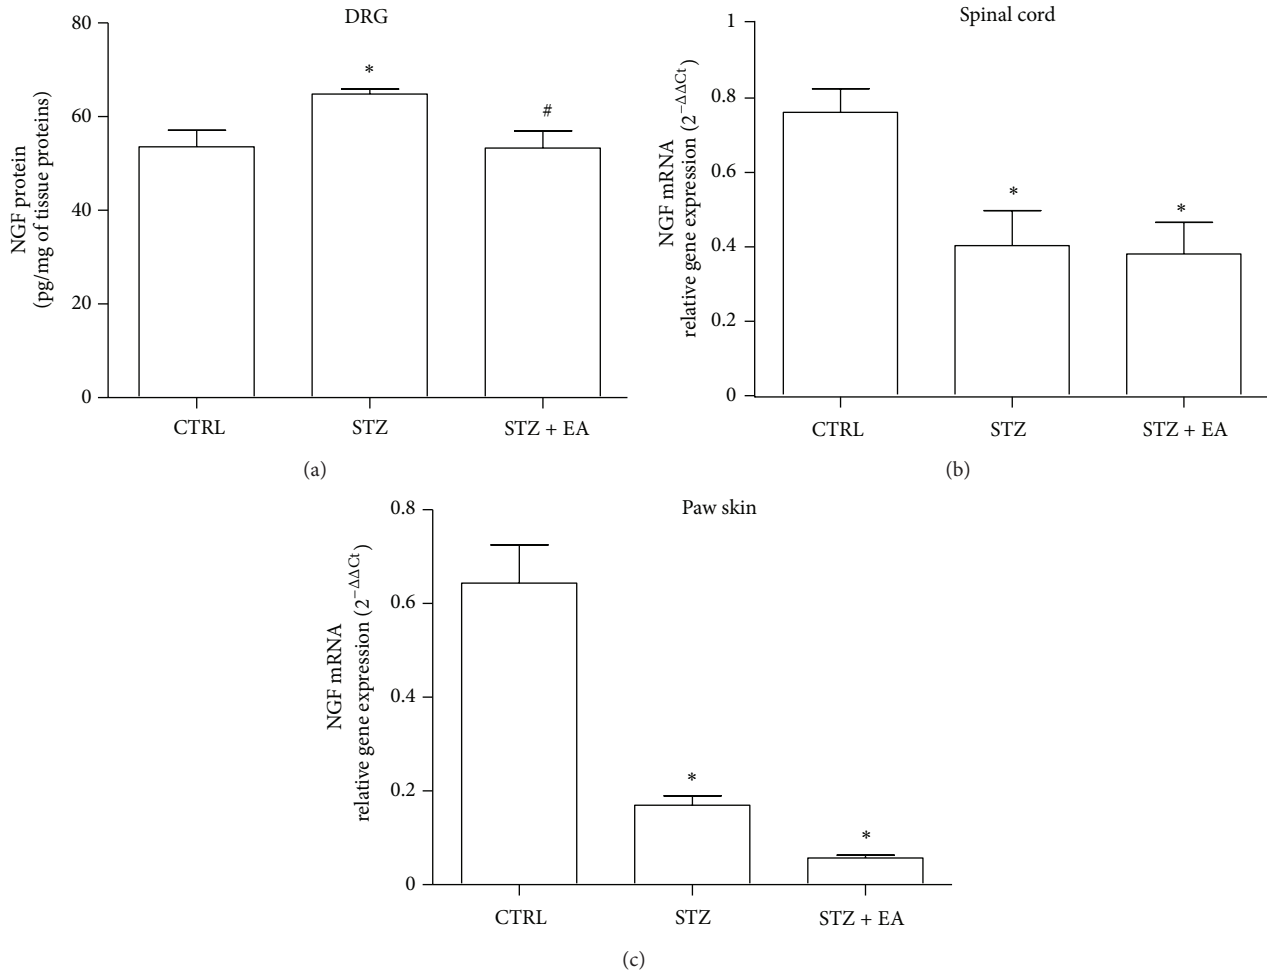 DRG
NGF protein
(pg/mg of tissue proteins)
80
60
40
20
0
*
#
CTRL
STZ
STZ + EA
(a)
Spinal cord
NGF mRNA
relative gene expression (2^−ΔΔCt)
1
0.8
0.6
0.4
0.2
0
*
*
CTRL
STZ
STZ + EA
(b)
Paw skin
NGF mRNA
relative gene expression (2^−ΔΔCt)
0.8
0.6
0.4
0.2
0
*
*
CTRL
STZ
STZ + EA
(c)